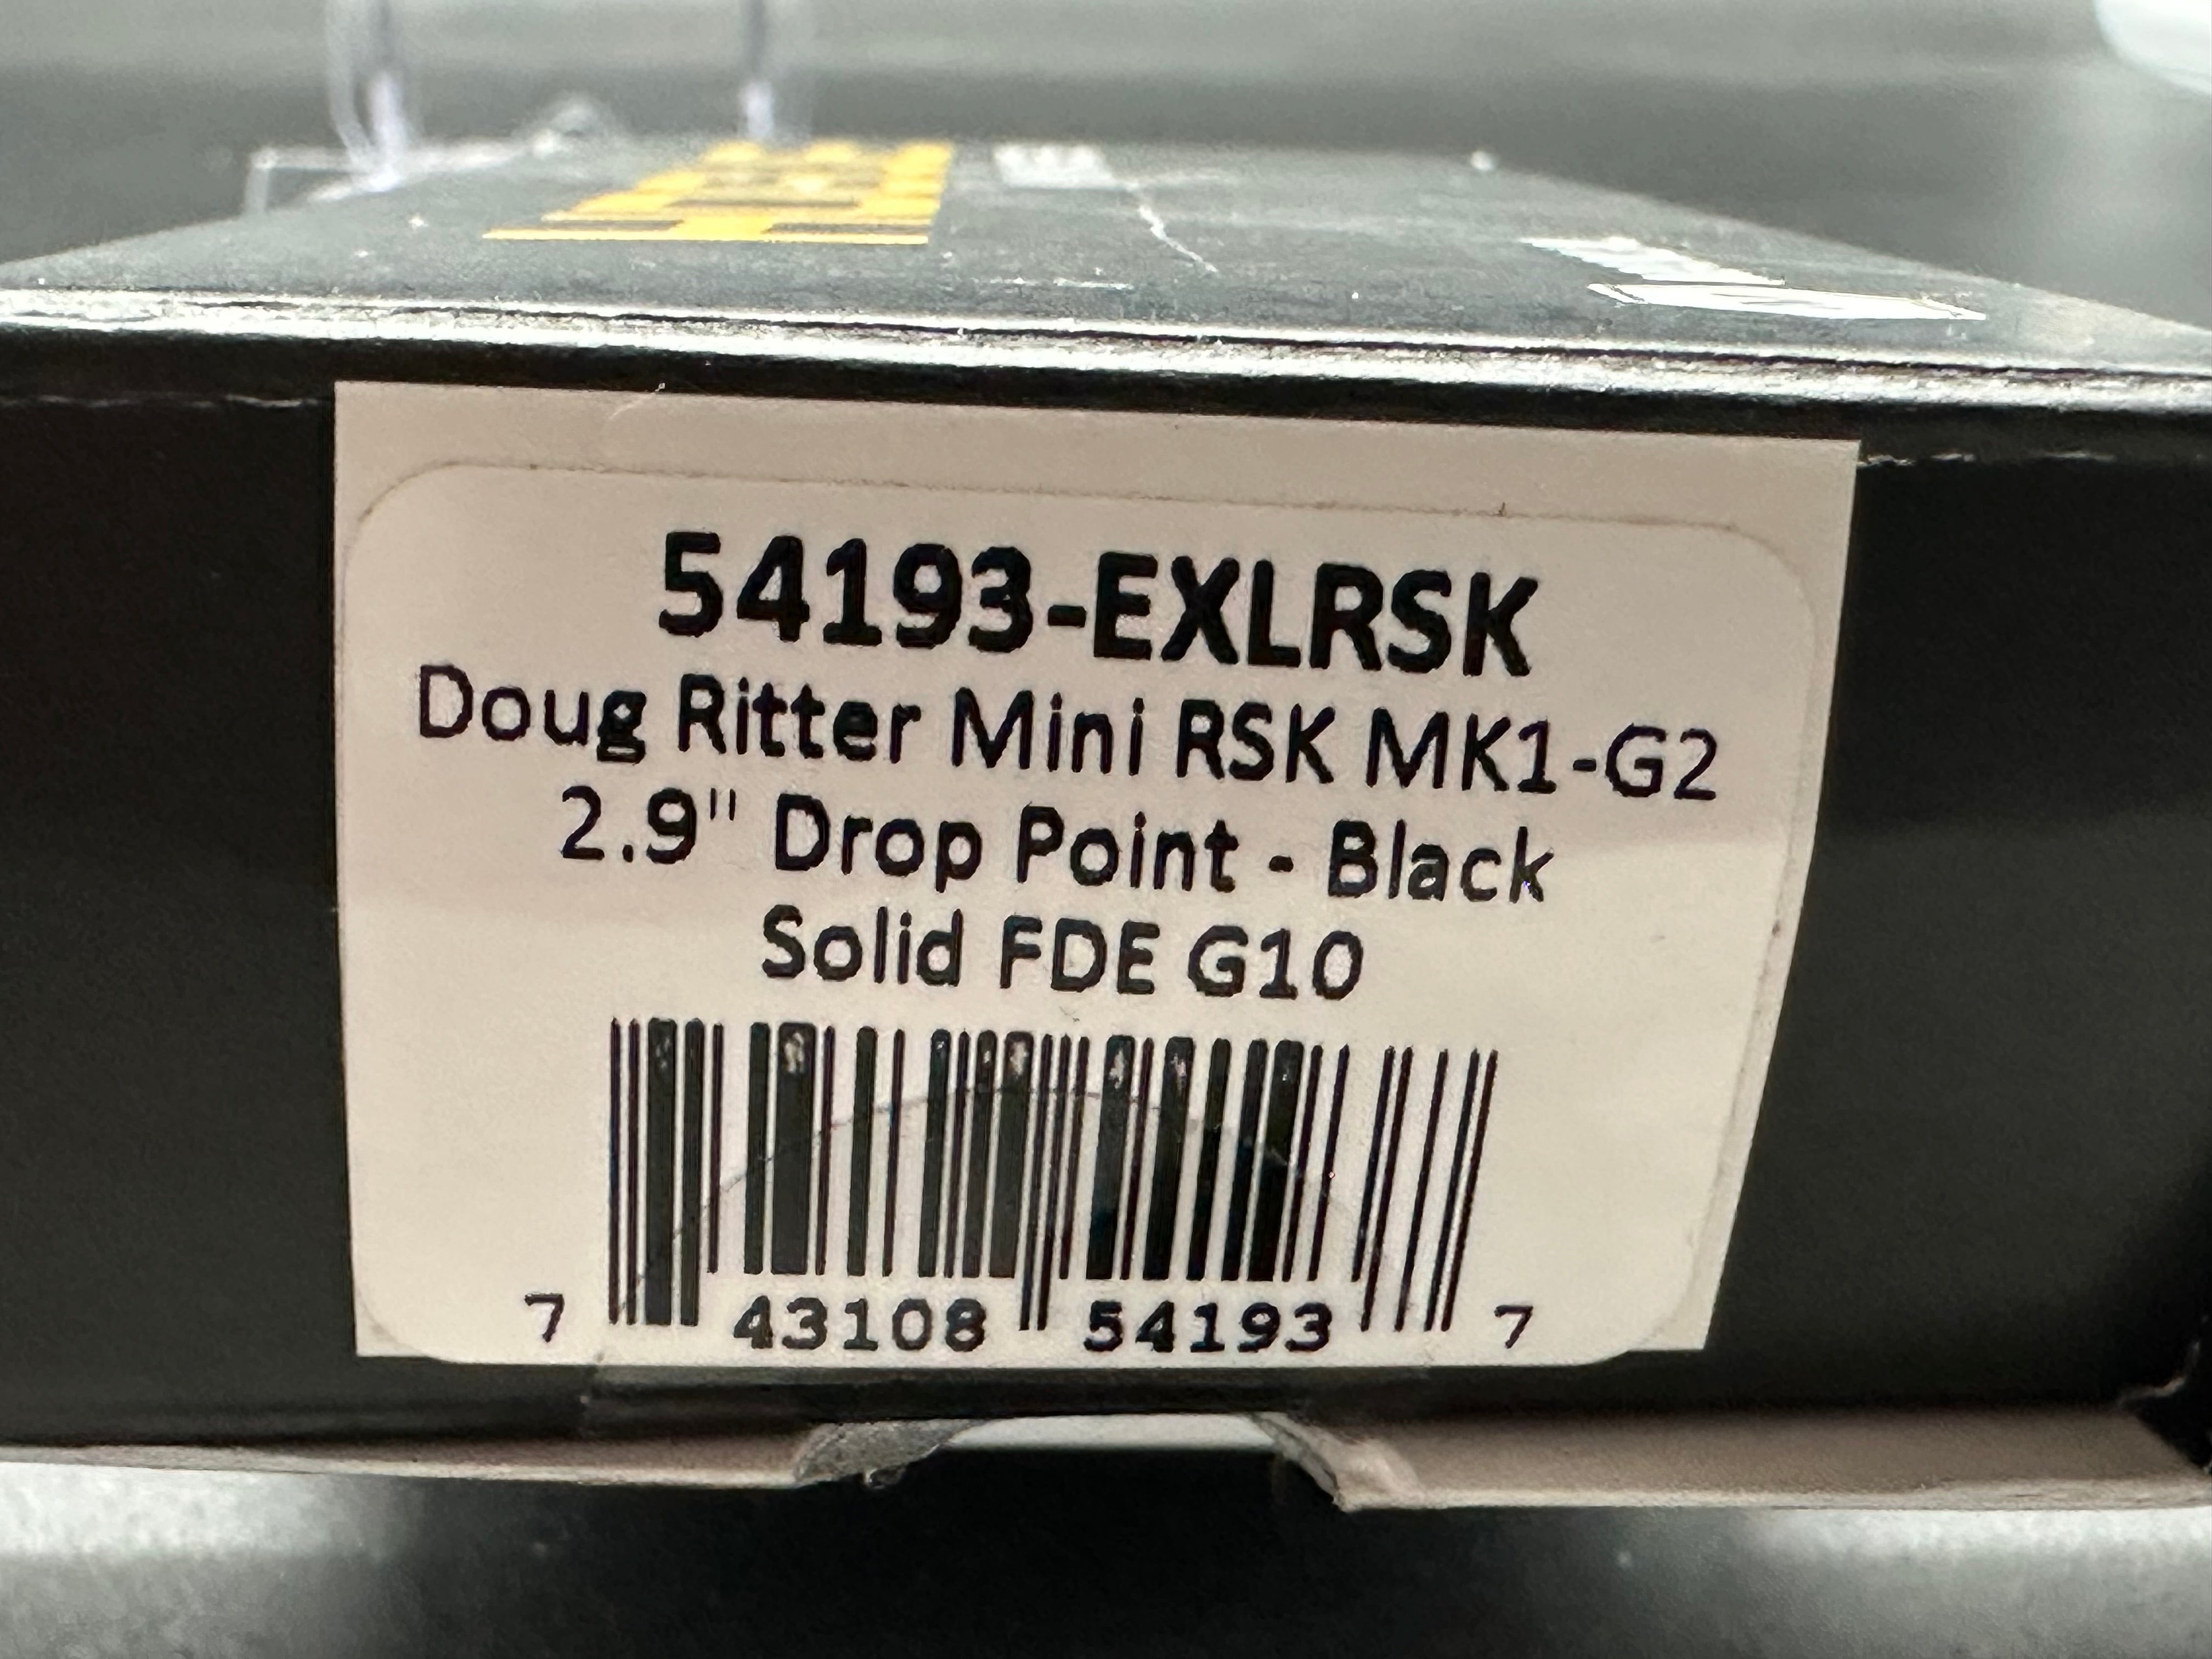 54193-EXLRSK
Doug Ritter Mini RSK MK1-G2
2.9" Drop Point - Black
Solid FDE G10
7 43108 54193 7